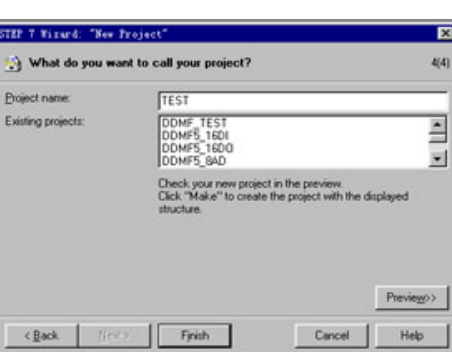 STEP 7 Wizard: "New Project"
What do you want to call your project?
4(4)
Project name:
TEST
Existing projects:
DDMF_TEST
DDMF5_16DI
DDMF5_16DO
DDMF5_8AD
Check your new project in the preview.
Click "Make" to create the project with the displayed
structure.
Preview>>
< Back
Next >
Finish
Cancel
Help